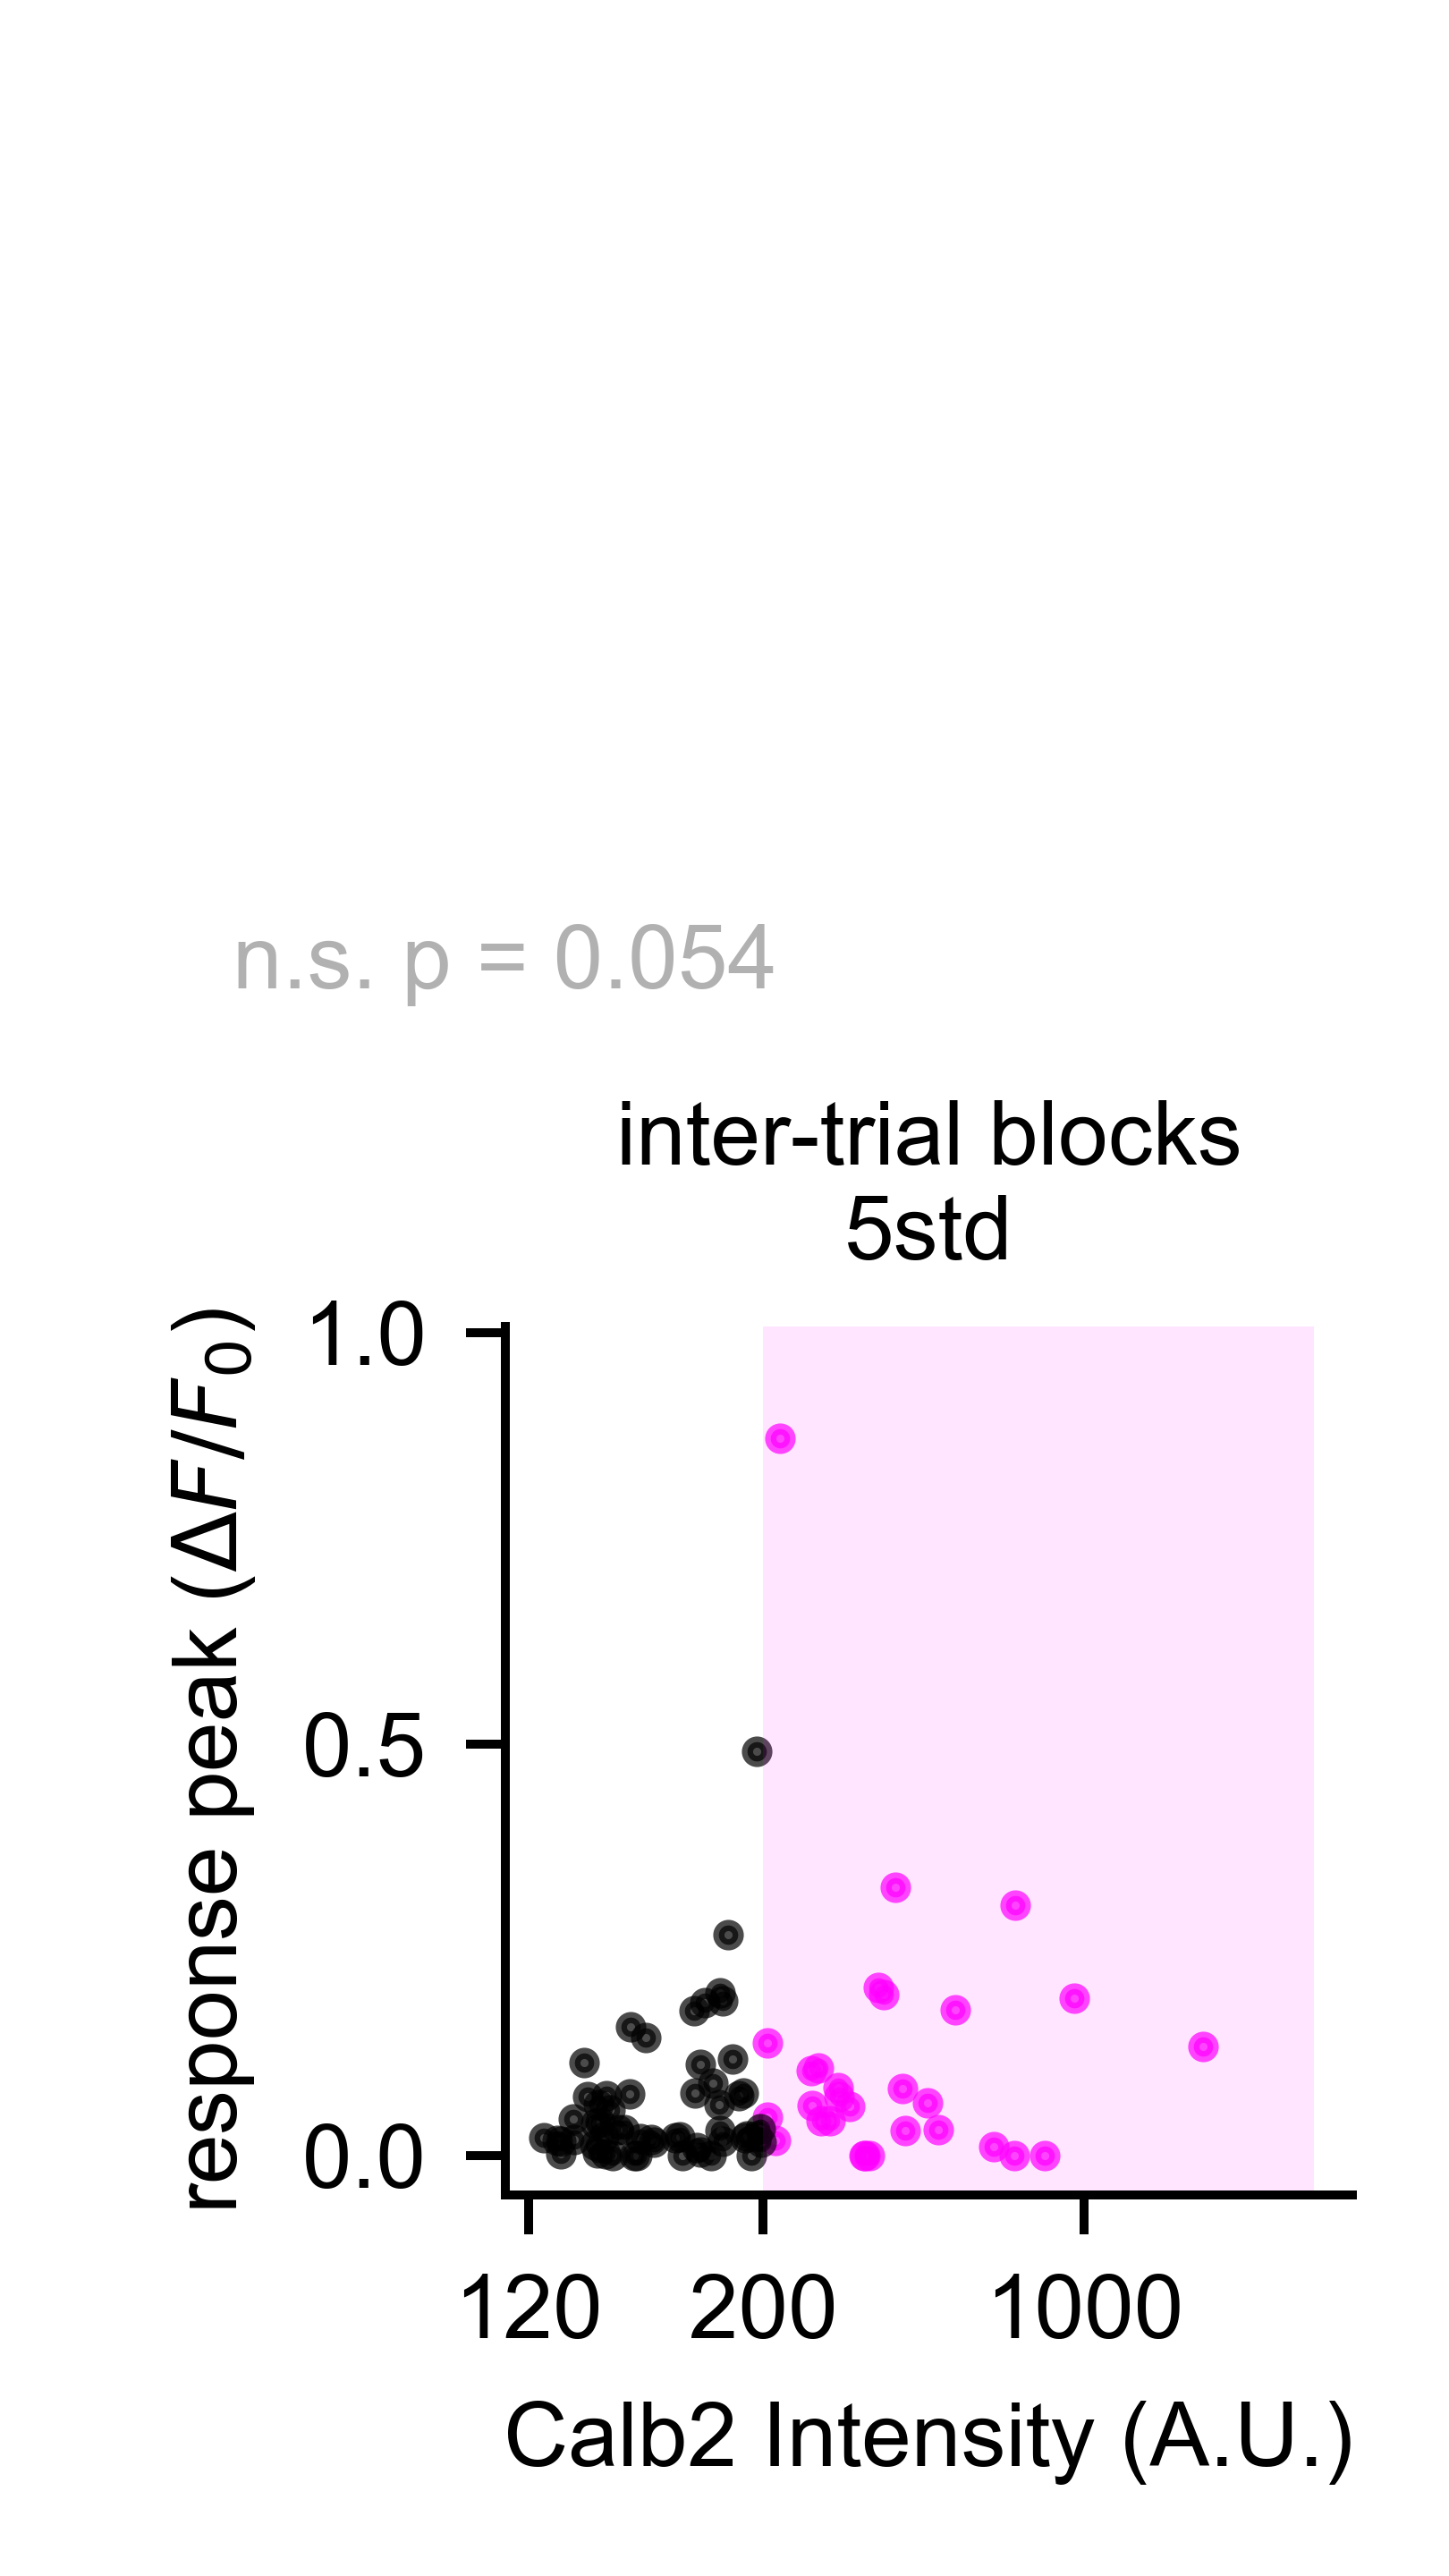 n.s. p = 0.054
inter-trial blocks
5std
response peak (ΔF/F₀)
1.0
0.5
0.0
120 200 1000
Calb2 Intensity (A.U.)